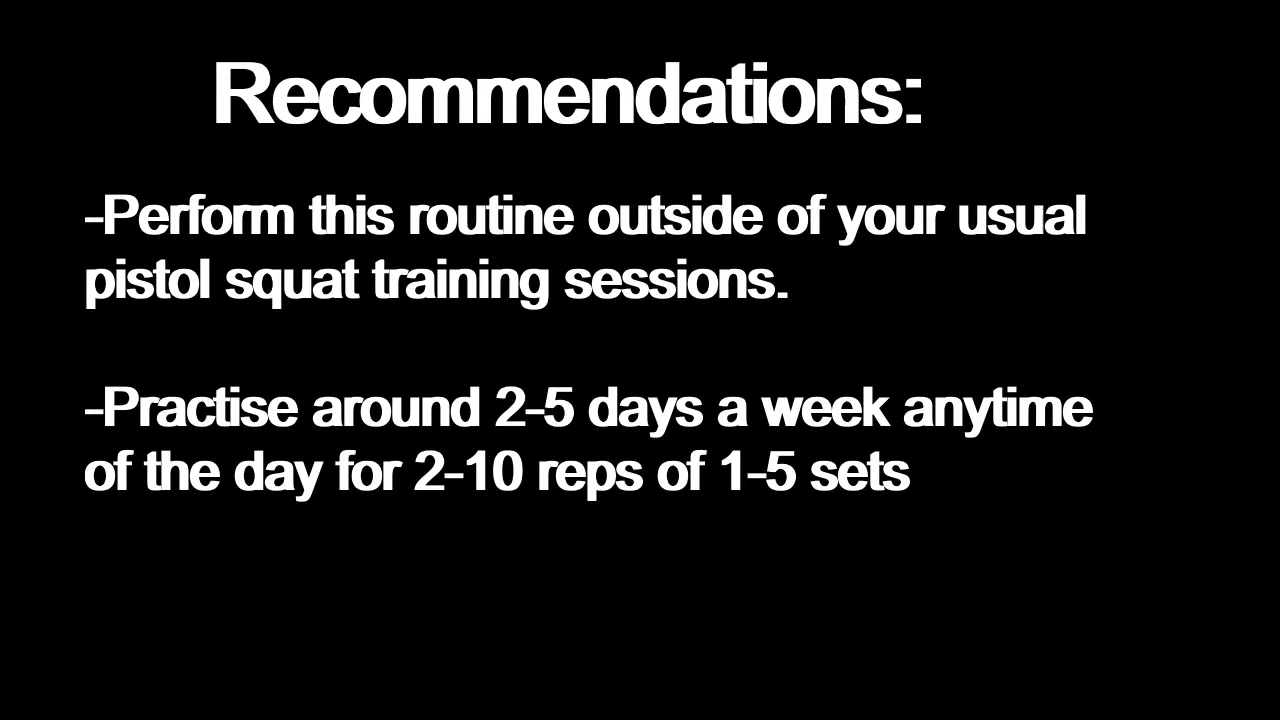 Recommendations:
-Perform this routine outside of your usual
pistol squat training sessions.
-Practise around 2-5 days a week anytime
of the day for 2-10 reps of 1-5 sets